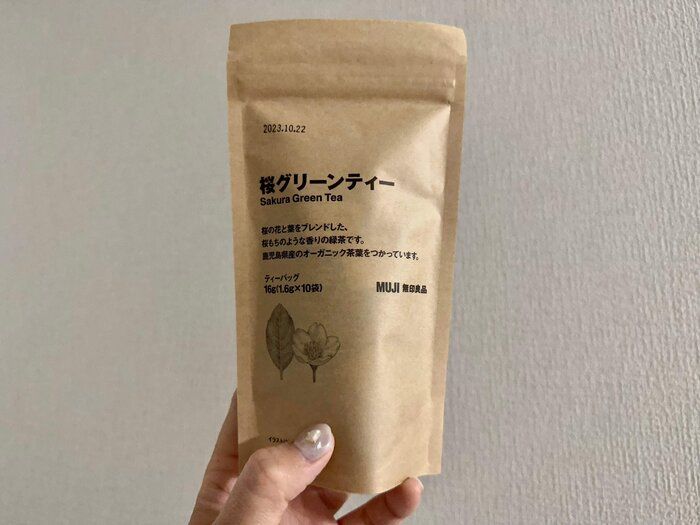 2023.10.22
桜グリーンティー
Sakura Green Tea
桜の花と葉をブレンドした、
桜もちのような香りの緑茶です。
鹿児島県産のオーガニック茶葉をつかっています。
ティーバッグ
16g(1.6g×10袋)
MUJI 無印良品